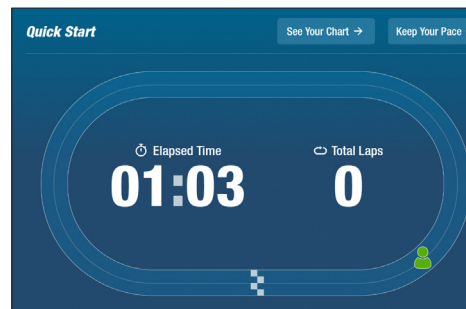 Quick Start
See Your Chart →
Keep Your Pace
Elapsed Time
Total Laps
01:03
0